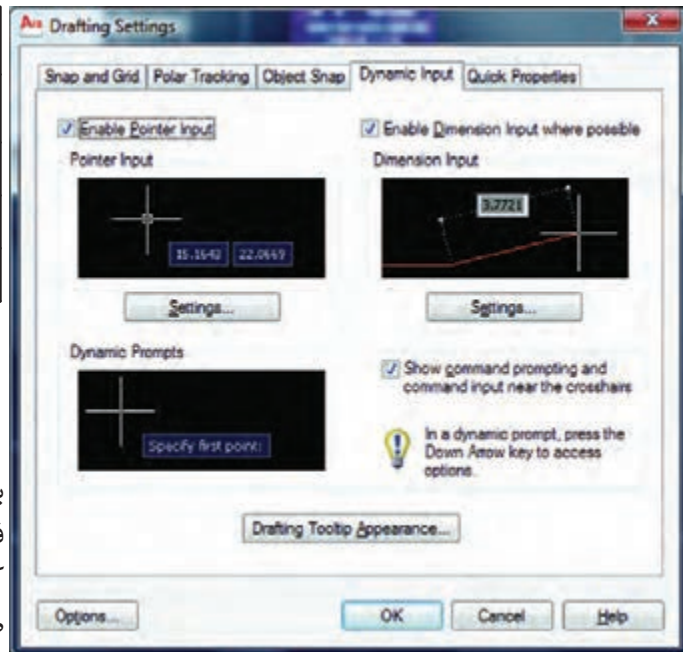 Drafting Settings
Snap and Grid Polar Tracking Object Snap Dynamic Input Quick Properties
Enable Pointer Input
Enable Dimension Input where possible
Pointer Input
Dimension Input
15.1642 22.0669
3.7721
Settings...
Settings...
Dynamic Prompts
Specify first point:
Show command prompting and
command input near the crosshairs
In a dynamic prompt, press the
Down Arrow key to access
options.
Drafting Tooltip Appearance...
Options...
OK
Cancel
Help